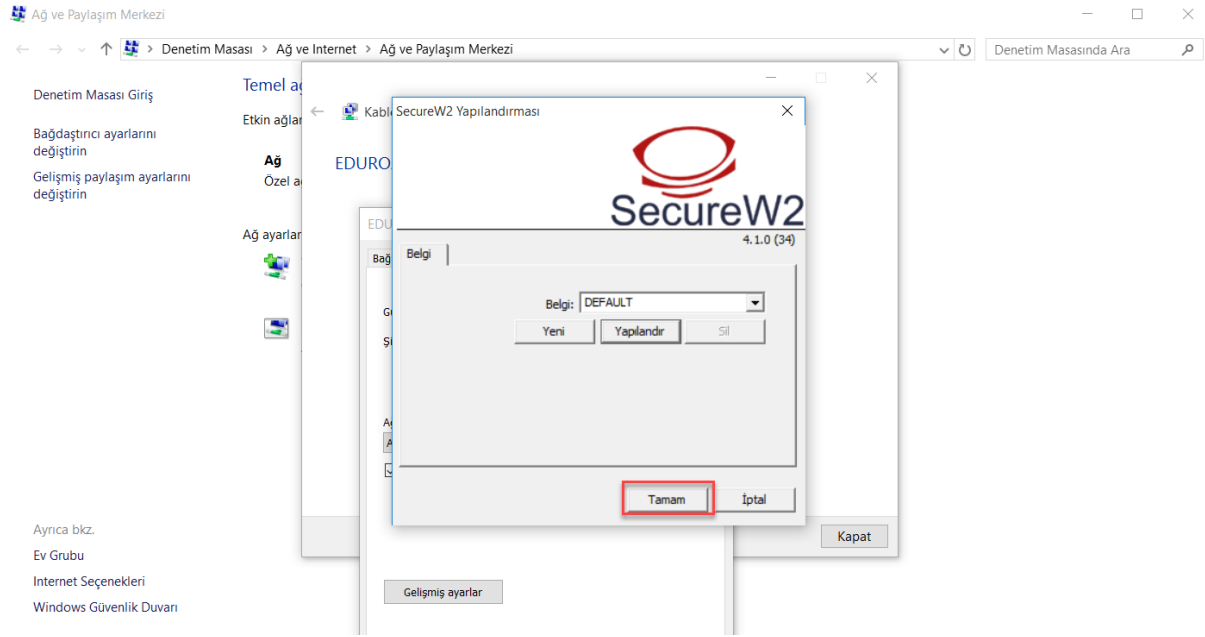 Ağ ve Paylaşım Merkezi
Denetim Masası > Ağ ve Internet > Ağ ve Paylaşım Merkezi
Denetim Masasında Ara
Denetim Masası Giriş
Bağdaştırıcı ayarlarını
değiştirin
Gelişmiş paylaşım ayarlarını
değiştirin
Temel
Etkin ağlar
Ağ
Özel
Ağ ayarlar
Ayrıca bkz.
Ev Grubu
Internet Seçenekleri
Windows Güvenlik Duvarı
EDURO
Kapat
EDU
Bağ
Gelişmiş ayarlar
SecureW2 Yapılandırması
SecureW2
4.1.0 (34)
Belgi
Belgi: DEFAULT
Yeni Yapılandır Sil
Tamam İptal